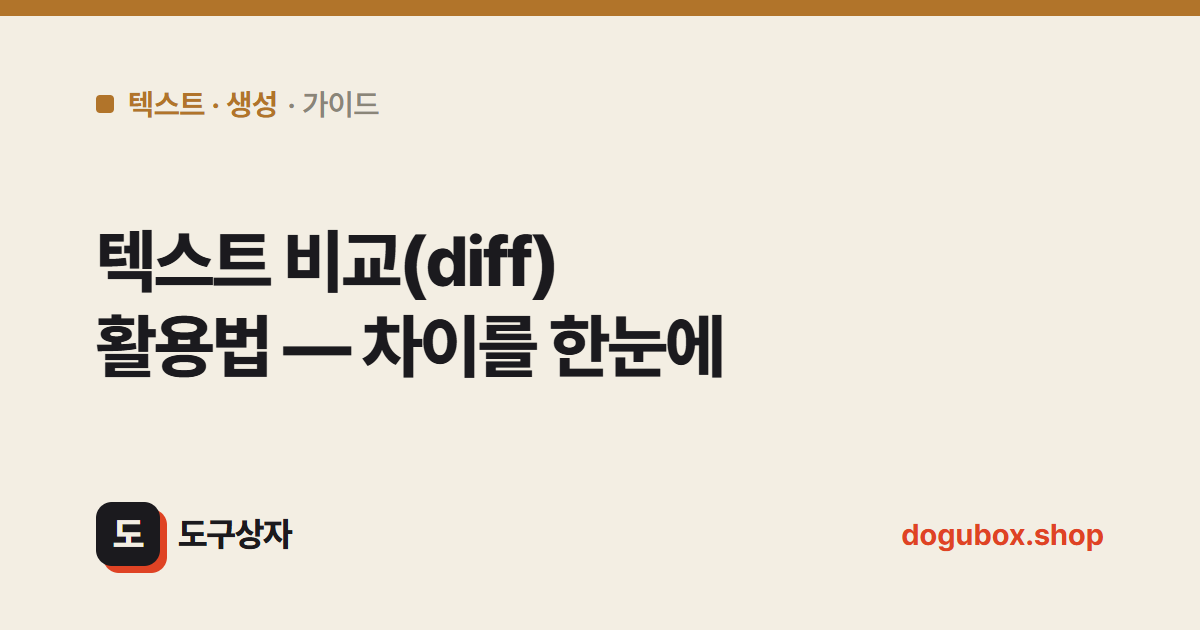 텍스트 · 생성 · 가이드
텍스트 비교(diff)
활용법 — 차이를 한눈에
도 도구상자
dogubox.shop